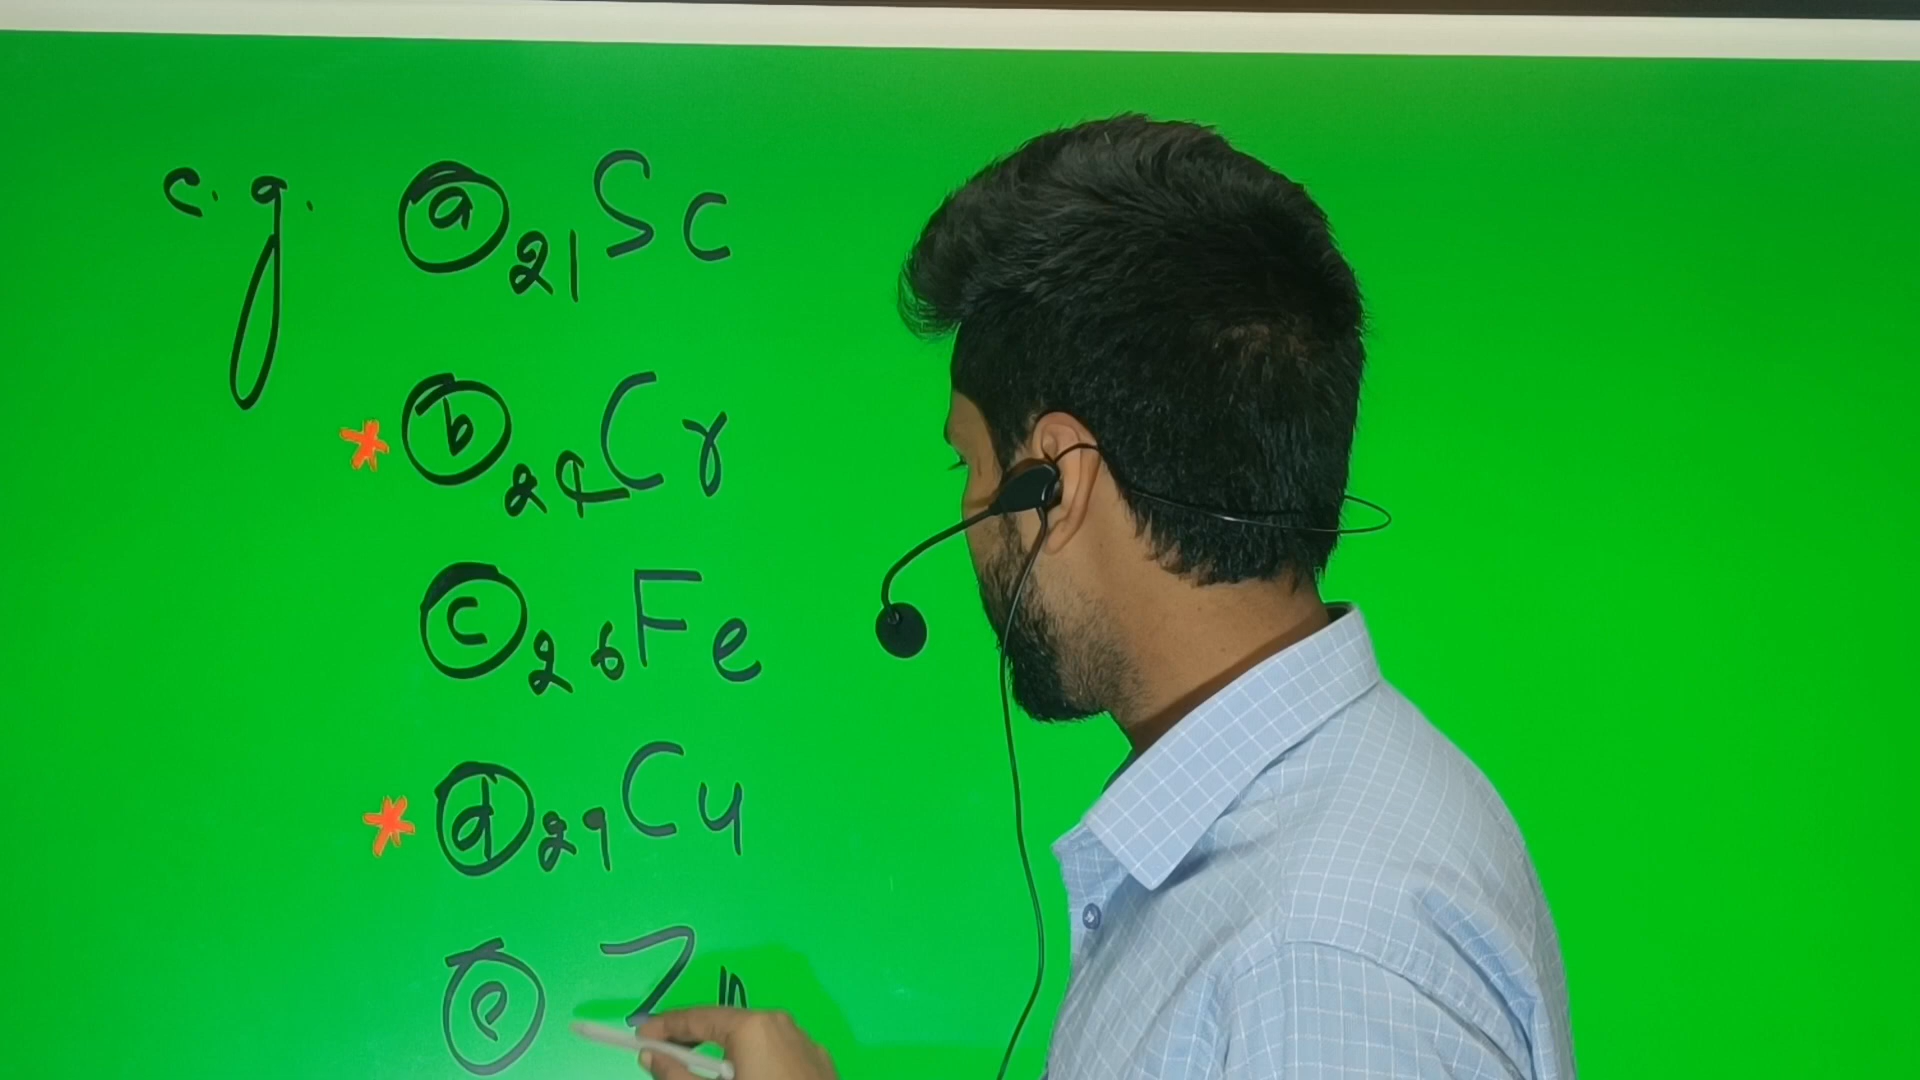 e.g. ⓐ ₂₁Sc
* ⓑ ₂₄Cr
ⓒ ₂₆Fe
* ⓓ ₂₉Cu
ⓔ Zn